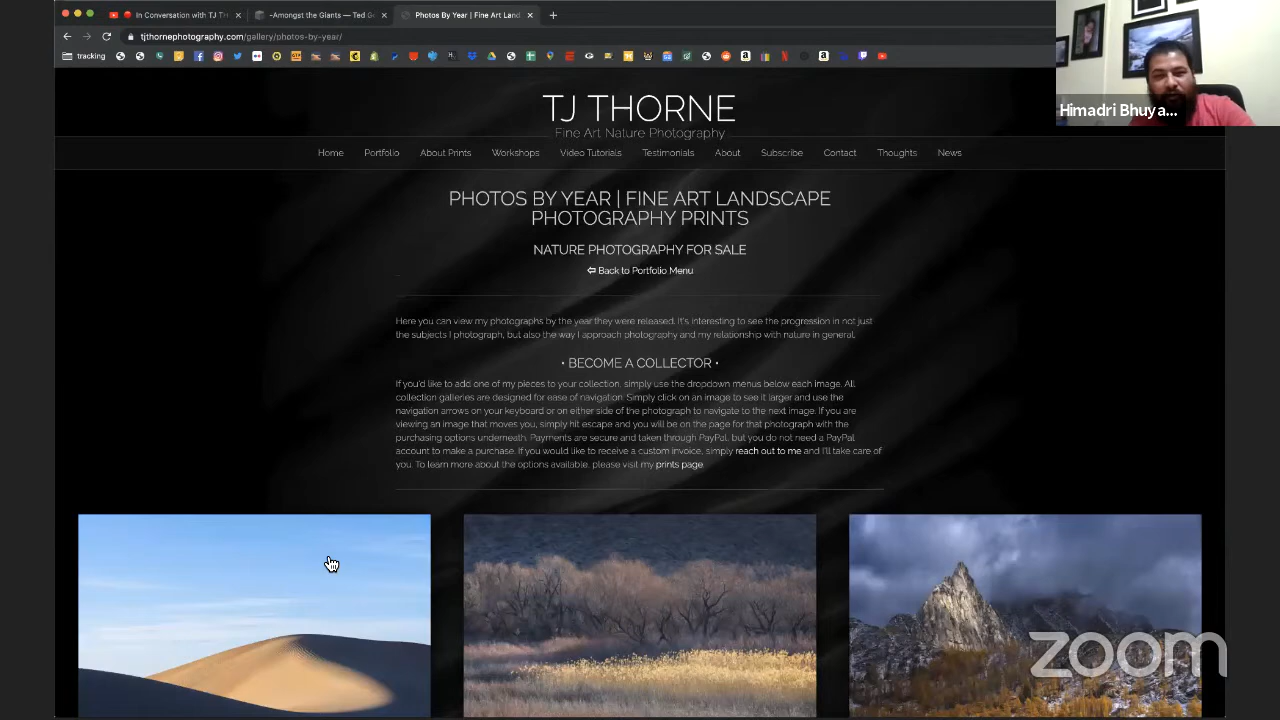 In Conversation with TJ Th
-Amongst the Giants — Ted G
Photos By Year | Fine Art Land
tjthornephotography.com/gallery/photos-by-year/
tracking
Himadri Bhuya...
TJ THORNE
Fine Art Nature Photography
Home Portfolio About Prints Workshops Video Tutorials Testimonials About Subscribe Contact Thoughts News
PHOTOS BY YEAR | FINE ART LANDSCAPE
PHOTOGRAPHY PRINTS
NATURE PHOTOGRAPHY FOR SALE
⇦ Back to Portfolio Menu
Here you can view my photographs by the year they were released. It's interesting to see the progression in not just
the subjects I photograph, but also the way I approach photography and my relationship with nature in general.
• BECOME A COLLECTOR •
If you'd like to add one of my pieces to your collection, simply use the dropdown menus below each image. All
collection galleries are designed for ease of navigation. Simply click on an image to see it larger and use the
navigation arrows on your keyboard or on either side of the photograph to navigate to the next image. If you are
viewing an image that moves you, simply hit escape and you will be on the page for that photograph with the
purchasing options underneath. Payments are secure and taken through PayPal, but you do not need a PayPal
account to make a purchase. If you would like to receive a custom invoice, simply reach out to me and I'll take care of
you. To learn more about the options available, please visit my prints page.
zoom